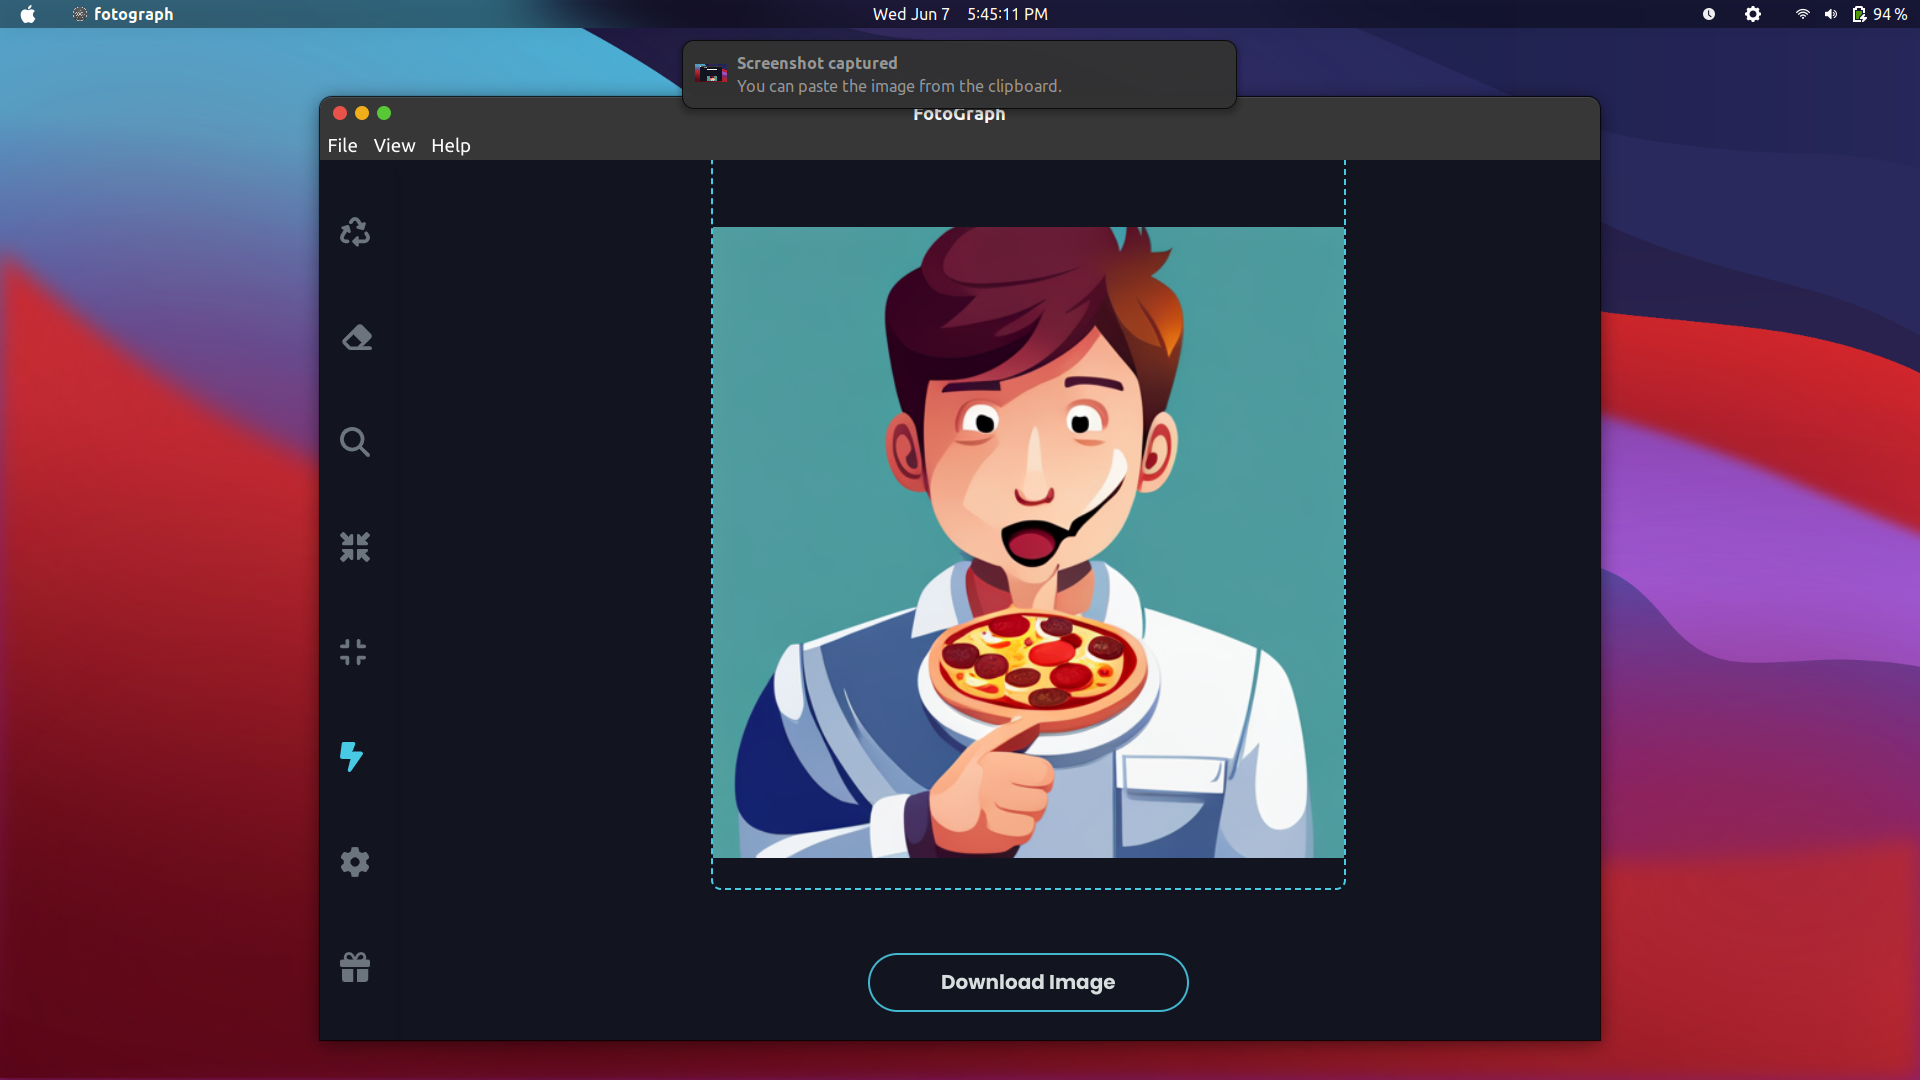 fotograph
Wed Jun 7 5:45:11 PM
94 %
Screenshot captured
You can paste the image from the clipboard.
FotoGraph
File View Help
Download Image